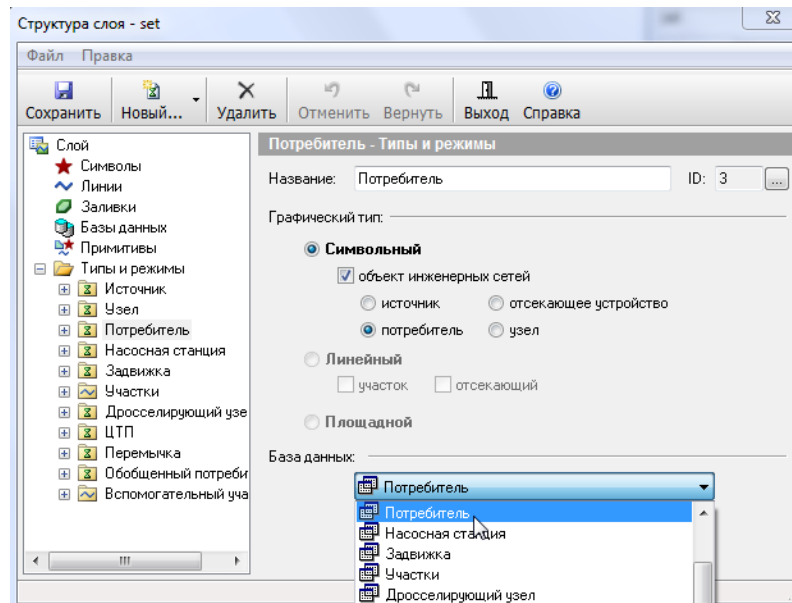 Структура слоя - set
Файл Правка
Сохранить Новый... Удалить Отменить Вернуть Выход Справка
Слой
Символы
Линии
Заливки
Базы данных
Примитивы
Типы и режимы
Источник
Узел
Потребитель
Насосная станция
Задвижка
Участки
Дросселирующий узе
ЦТП
Перемычка
Обобщенный потреби
Вспомогательный уча
Потребитель - Типы и режимы
Название: Потребитель ID: 3 ...
Графический тип:
Символьный
объект инженерных сетей
источник отсекающее устройство
потребитель узел
Линейный
участок отсекающий
Площадной
База данных:
Потребитель
Потребитель
Насосная станция
Задвижка
Участки
Дросселирующий узел